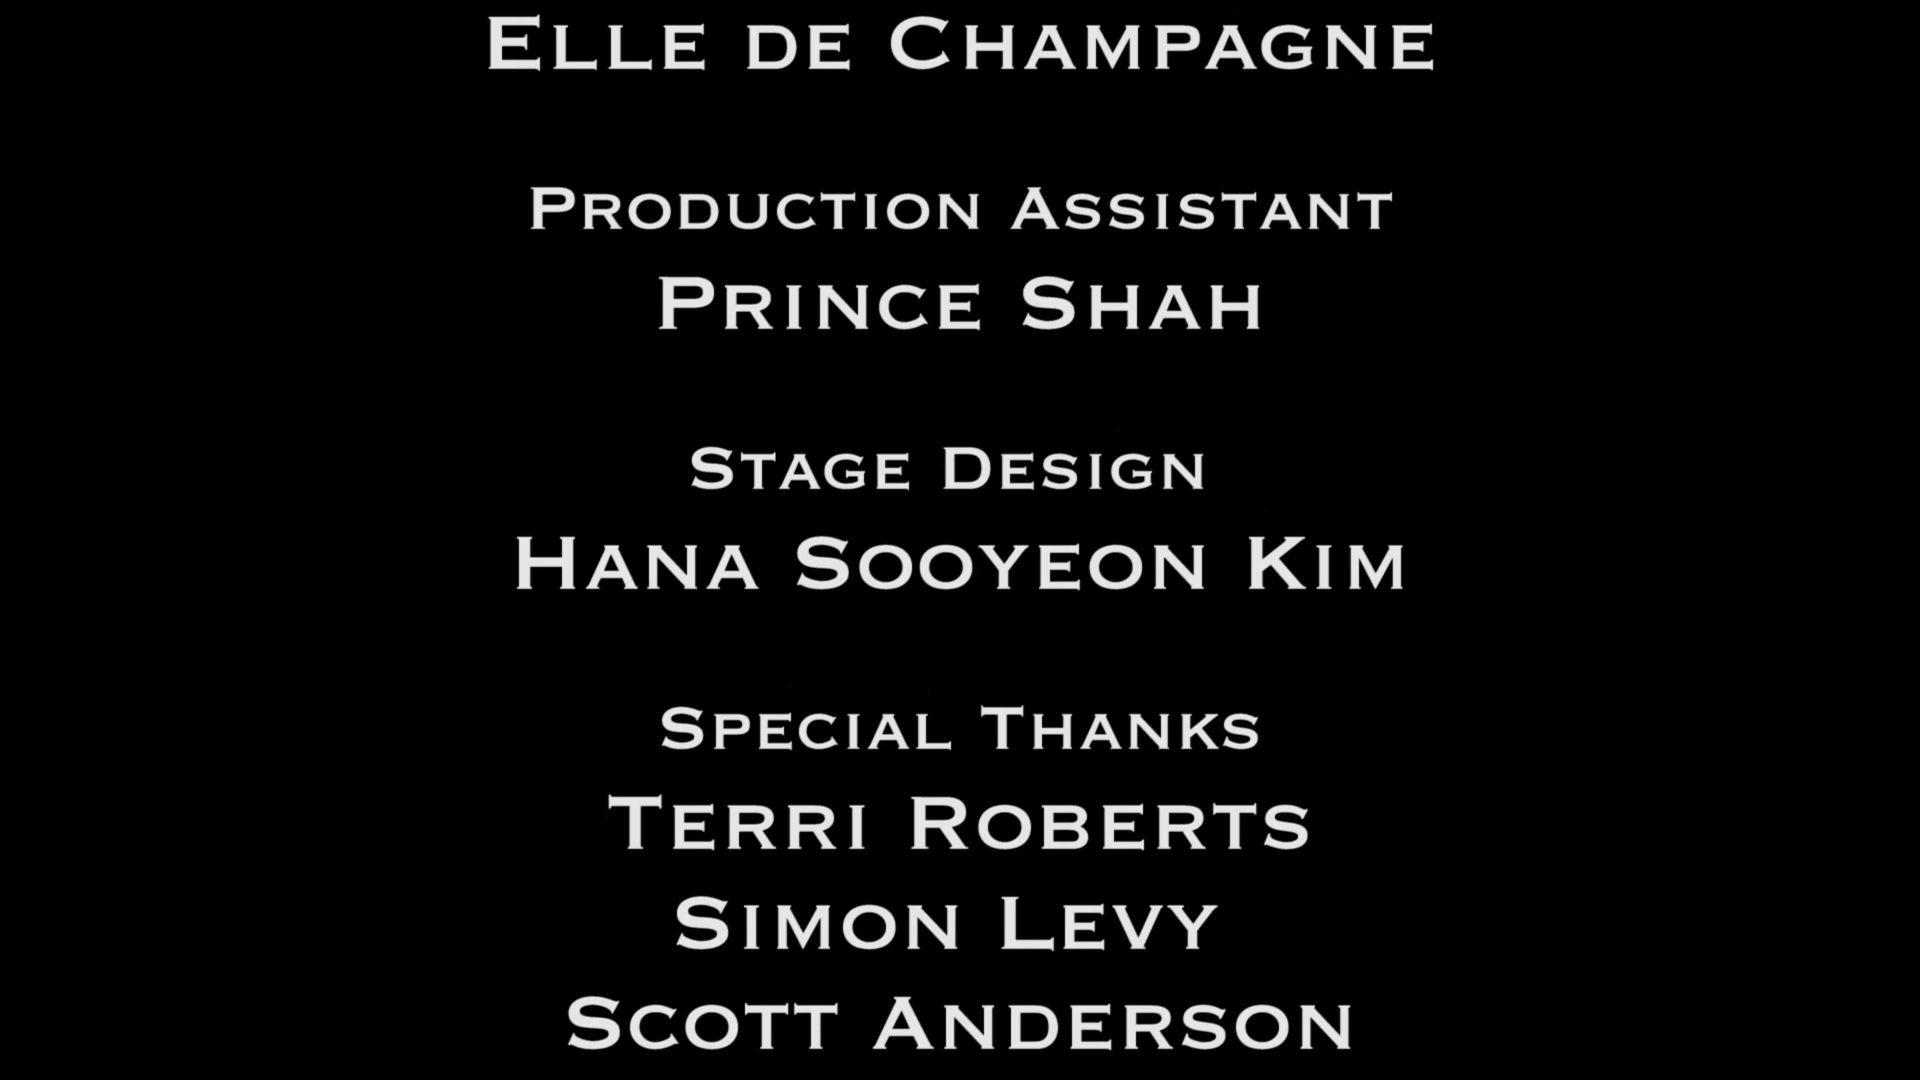 Elle de Champagne
Production Assistant
Prince Shah
Stage Design
Hana Sooyeon Kim
Special Thanks
Terri Roberts
Simon Levy
Scott Anderson